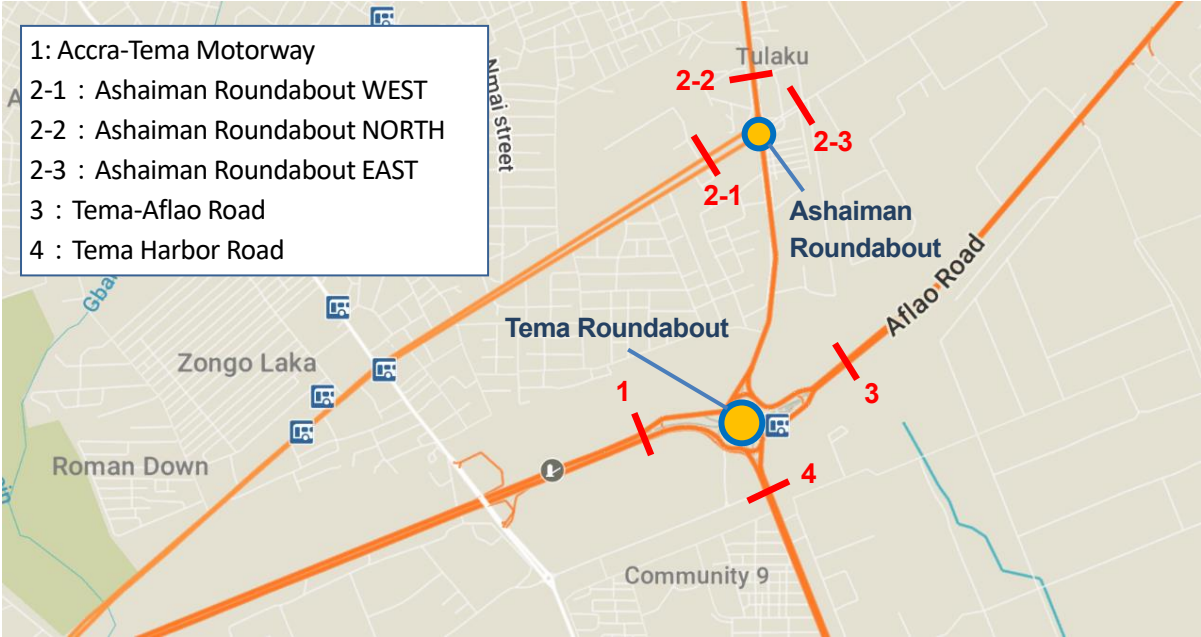 1: Accra-Tema Motorway
2-1 : Ashaiman Roundabout WEST
2-2 : Ashaiman Roundabout NORTH
2-3 : Ashaiman Roundabout EAST
3 : Tema-Aflao Road
4 : Tema Harbor Road
Nmai street
Tulaku
2-2
2-3
2-1
Ashaiman
Roundabout
Aflao Road
Tema Roundabout
Zongo Laka
1
3
Roman Down
4
Community 9